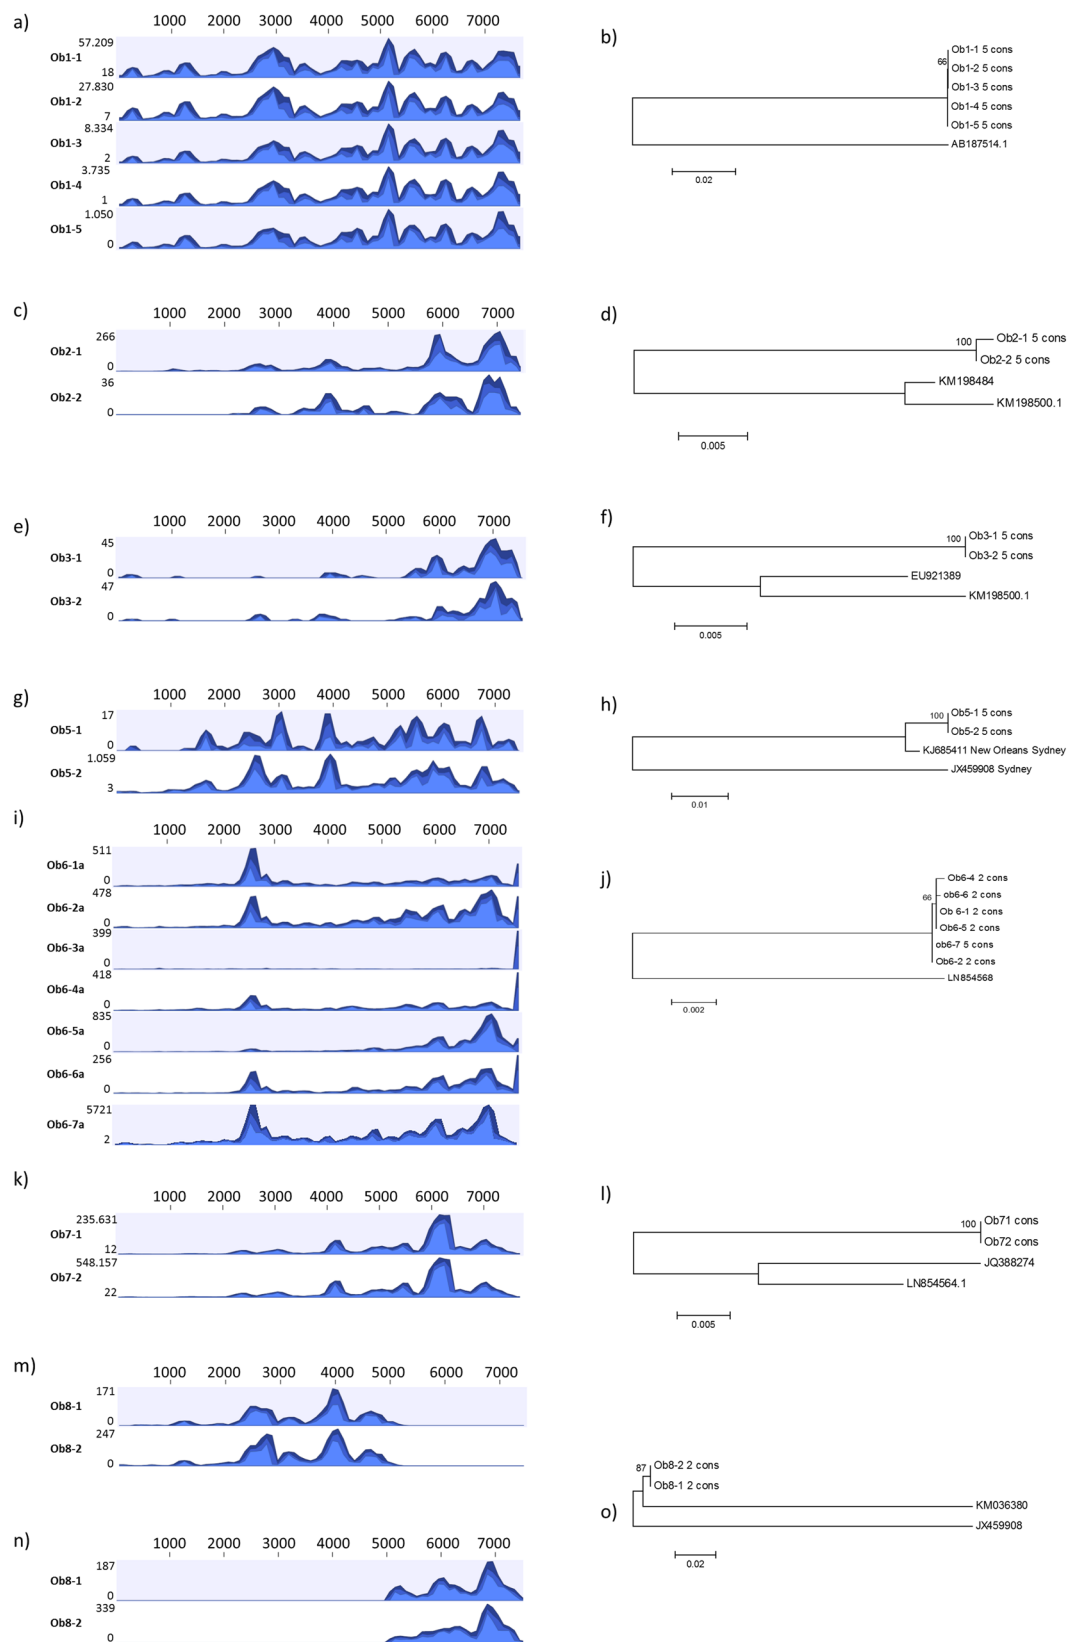 a)
1000 2000 3000 4000 5000 6000 7000
57.209
Ob1-1
18
27.830
Ob1-2
7
8.334
Ob1-3
2
3.735
Ob1-4
1
1.050
Ob1-5
0
b)
Ob1-1 5 cons
66
Ob1-2 5 cons
Ob1-3 5 cons
Ob1-4 5 cons
Ob1-5 5 cons
AB187514.1
0.02
c)
1000 2000 3000 4000 5000 6000 7000
266
Ob2-1
0
36
Ob2-2
0
d)
100
Ob2-1 5 cons
Ob2-2 5 cons
KM198484
KM198500.1
0.005
e)
1000 2000 3000 4000 5000 6000 7000
45
Ob3-1
0
47
Ob3-2
0
f)
100
Ob3-1 5 cons
Ob3-2 5 cons
EU921389
KM198500.1
0.005
g)
1000 2000 3000 4000 5000 6000 7000
17
Ob5-1
0
1.059
Ob5-2
3
h)
100
Ob5-1 5 cons
Ob5-2 5 cons
KJ685411 New Orleans Sydney
JX459908 Sydney
0.01
i)
1000 2000 3000 4000 5000 6000 7000
511
Ob6-1a
0
478
Ob6-2a
0
399
Ob6-3a
0
418
Ob6-4a
0
835
Ob6-5a
0
256
Ob6-6a
0
5721
Ob6-7a
2
j)
Ob6-4 2 cons
66
ob6-6 2 cons
Ob 6-1 2 cons
Ob6-5 2 cons
ob6-7 5 cons
Ob6-2 2 cons
LN854568
0.002
k)
1000 2000 3000 4000 5000 6000 7000
235.631
Ob7-1
12
548.157
Ob7-2
22
l)
100
Ob71 cons
Ob72 cons
JQ388274
LN854564.1
0.005
m)
1000 2000 3000 4000 5000 6000 7000
171
Ob8-1
0
247
Ob8-2
0
n)
1000 2000 3000 4000 5000 6000 7000
187
Ob8-1
0
339
Ob8-2
0
o)
87
Ob8-2 2 cons
Ob8-1 2 cons
KM036380
JX459908
0.02